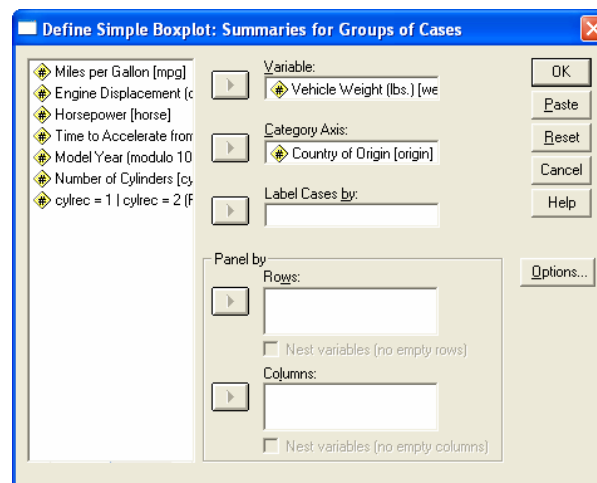 Define Simple Boxplot: Summaries for Groups of Cases
Miles per Gallon [mpg]
Engine Displacement (c
Horsepower [horse]
Time to Accelerate from
Model Year (modulo 10
Number of Cylinders [cy
cylrec = 1 | cylrec = 2 (F
Variable:
Vehicle Weight (lbs.) [we
Category Axis:
Country of Origin [origin]
Label Cases by:
Panel by
Rows:
Nest variables (no empty rows)
Columns:
Nest variables (no empty columns)
OK
Paste
Reset
Cancel
Help
Options...